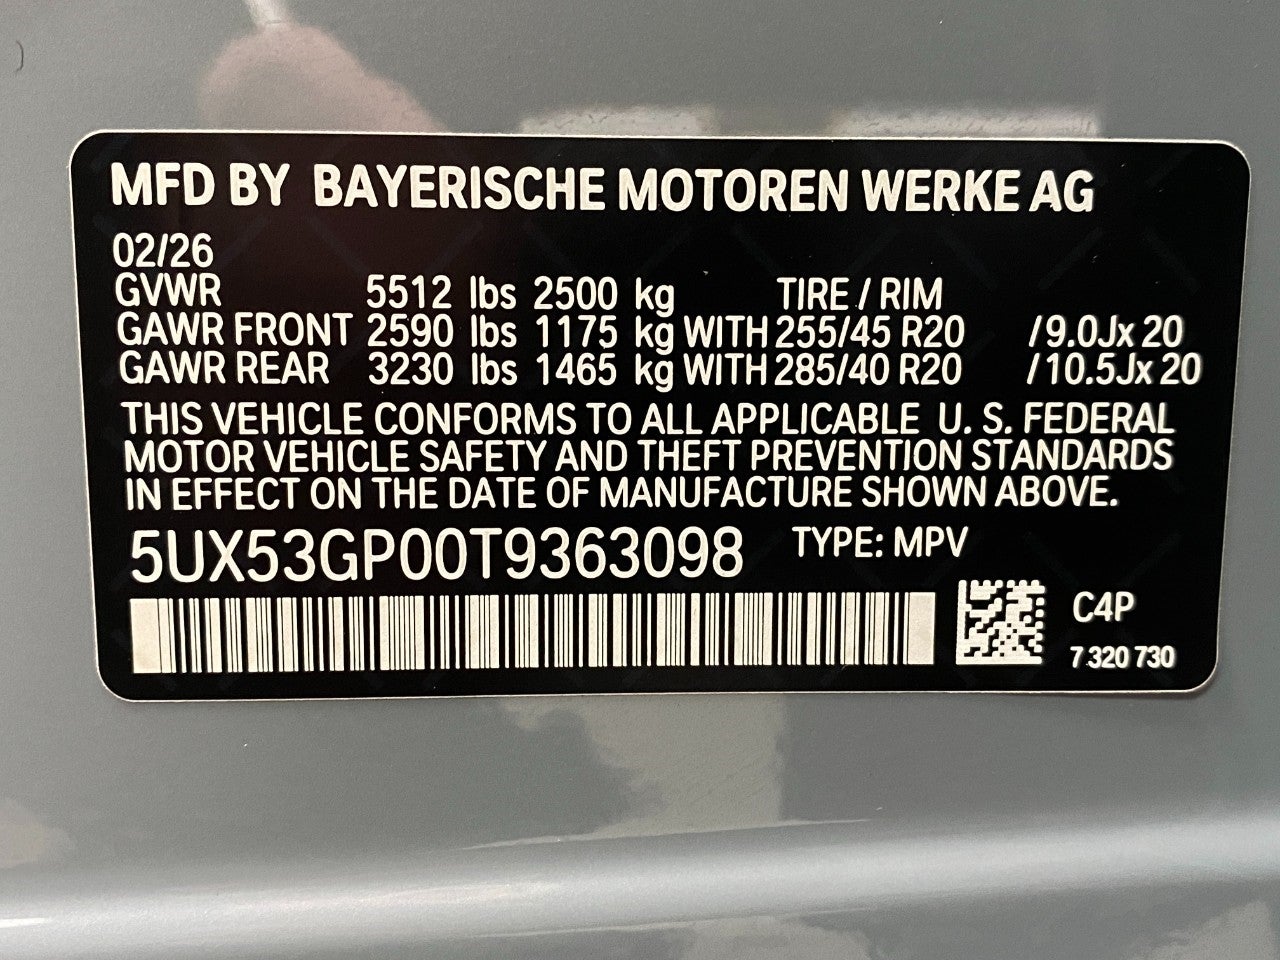 MFD BY BAYERISCHE MOTOREN WERKE AG
02/26
GVWR 5512 lbs 2500 kg TIRE / RIM
GAWR FRONT 2590 lbs 1175 kg WITH 255/45 R20 /9.0Jx 20
GAWR REAR 3230 lbs 1465 kg WITH 285/40 R20 /10.5Jx 20
THIS VEHICLE CONFORMS TO ALL APPLICABLE U. S. FEDERAL
MOTOR VEHICLE SAFETY AND THEFT PREVENTION STANDARDS
IN EFFECT ON THE DATE OF MANUFACTURE SHOWN ABOVE.
5UX53GP00T9363098 TYPE: MPV
C4P
7 320 730